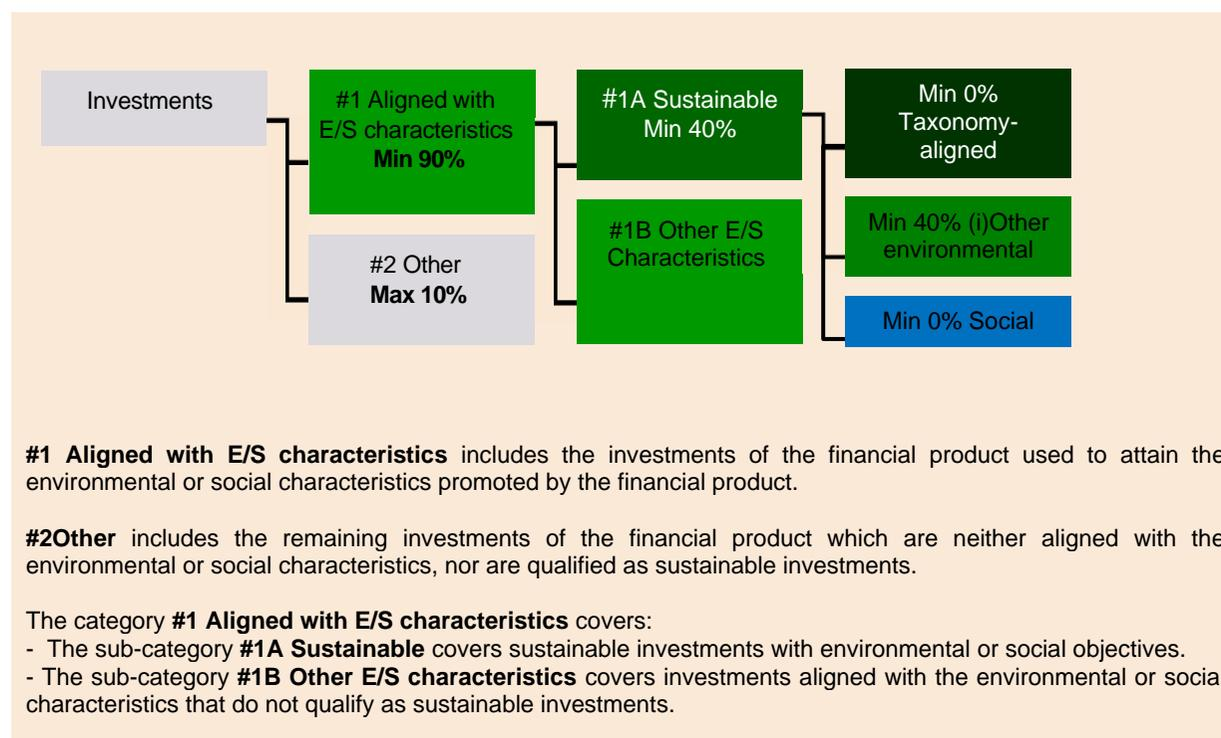 Investments
#1 Aligned with
E/S characteristics
Min 90%
#2 Other
Max 10%
#1A Sustainable
Min 40%
#1B Other E/S
Characteristics
Min 0%
Taxonomy-
aligned
Min 40% (i)Other
environmental
Min 0% Social
#1 Aligned with E/S characteristics includes the investments of the financial product used to attain the
environmental or social characteristics promoted by the financial product.
#2Other includes the remaining investments of the financial product which are neither aligned with the
environmental or social characteristics, nor are qualified as sustainable investments.
The category #1 Aligned with E/S characteristics covers:
- The sub-category #1A Sustainable covers sustainable investments with environmental or social objectives.
- The sub-category #1B Other E/S characteristics covers investments aligned with the environmental or socia
characteristics that do not qualify as sustainable investments.